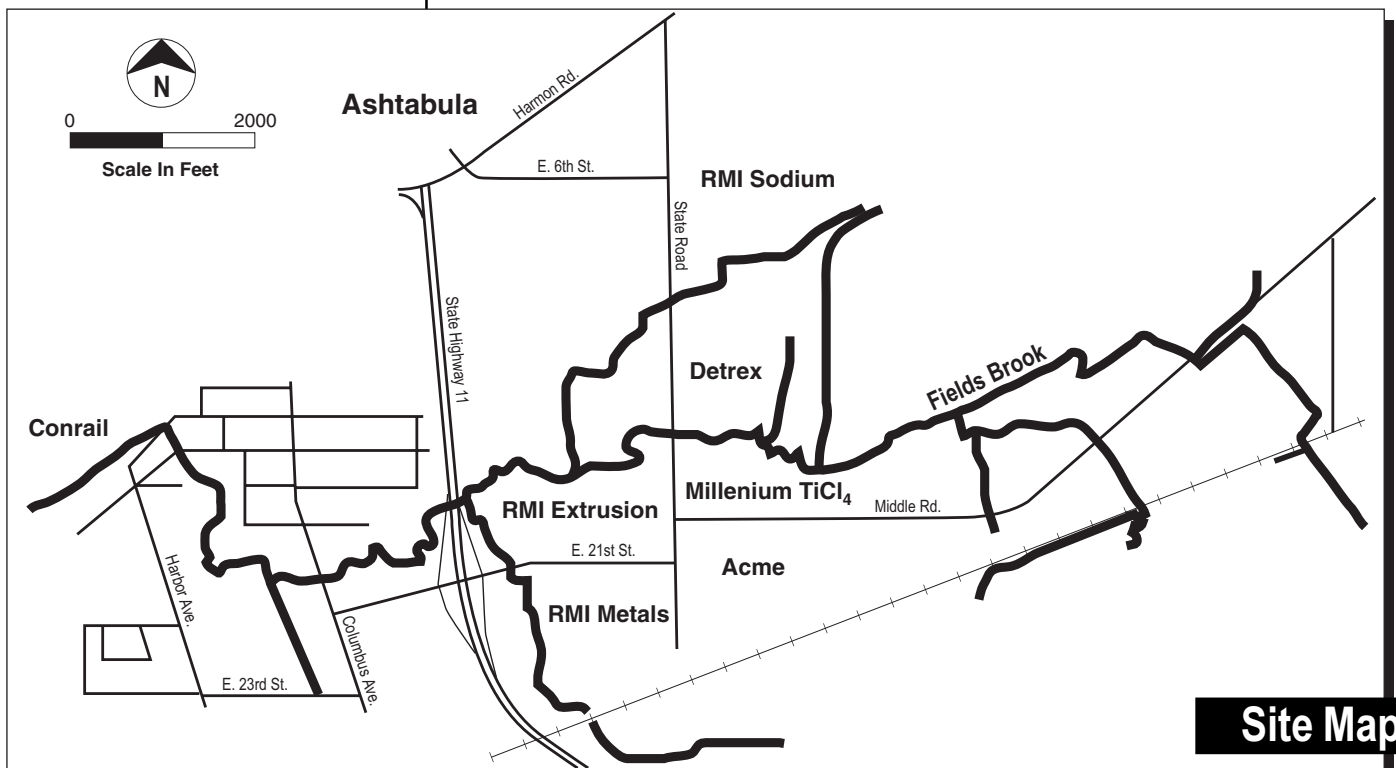 N
0 2000
Scale In Feet
Ashtabula
Harmon Rd.
E. 6th St.
RMI Sodium
State Road
State Highway 11
Detrex
Fields Brook
Conrail
Millenium TiCl₄
RMI Extrusion
Middle Rd.
E. 21st St.
Acme
Harbor Ave.
RMI Metals
Columbus Ave.
E. 23rd St.
Site Map